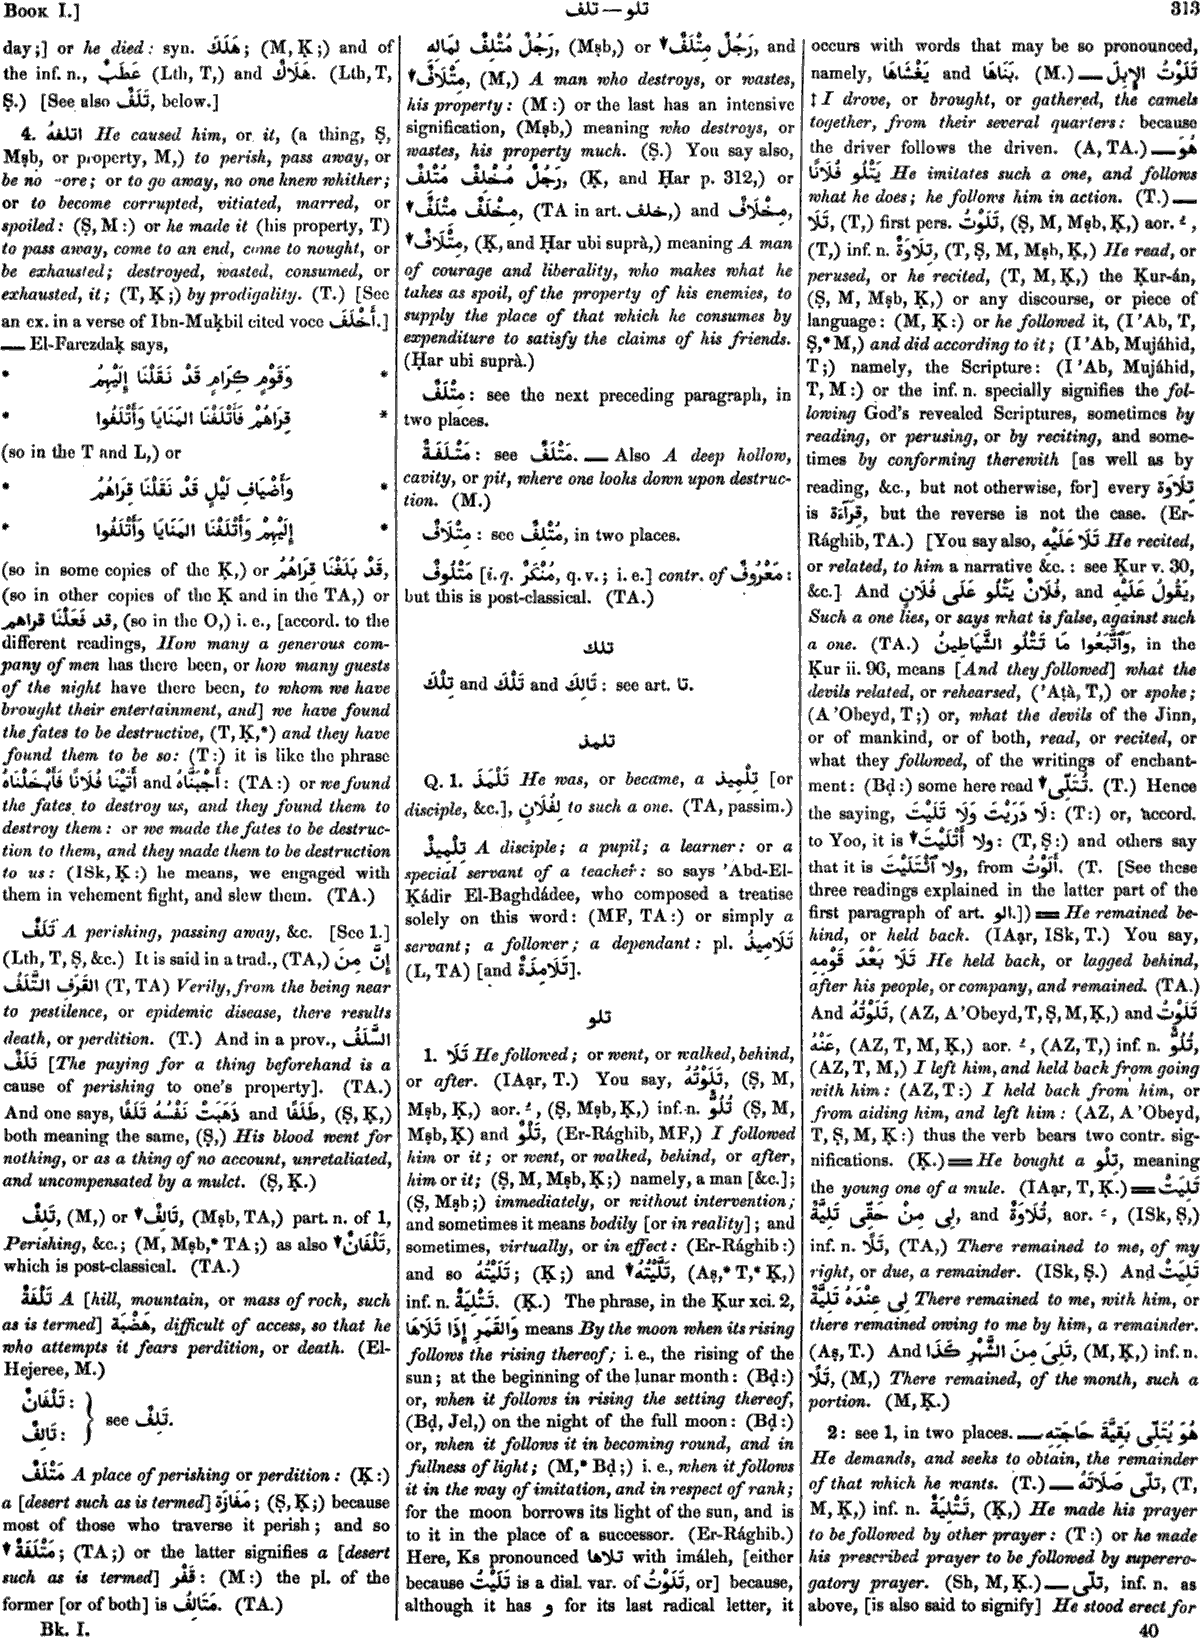 Book I.]
تلو — تلف
313
day;] or he died: syn. هَلَكَ; (M, Ḳ;) and of
the inf. n., عَطَبٌ (Lth, T,) and هَلَاكٌ. (Lth, T,
Ṣ.) [See also تَلَفٌ, below.]
4. اتلفهُ He caused him, or it, (a thing, Ṣ,
Mṣb, or property, M,) to perish, pass away, or
be no -ore; or to go away, no one knew whither;
or to become corrupted, vitiated, marred, or
spoiled: (Ṣ, M:) or he made it (his property, T)
to pass away, come to an end, come to nought, or
be exhausted; destroyed, wasted, consumed, or
exhausted, it; (T, Ḳ;) by prodigality. (T.) [See
an ex. in a verse of Ibn-Muḳbil cited voce أَخْلَفَ.]
— El-Farezdaḳ says,
* وَقَوْمٍ كِرَامٍ قَدْ نَقَلْنَا إِلَيْهِمُ *
* قِرَاهُمْ فَأَتْلَفْنَا المَنَايَا وَأَتْلَفُوا *
(so in the T and L,) or
* وَأَضْيَافِ لَيْلٍ قَدْ نَقَلْنَا قِرَاهُمُ *
* إِلَيْهِمْ وَأَتْلَفْنَا المَنَايَا وَأَتْلَفُوا *
(so in some copies of the Ḳ,) or قَدْ بَلَغْنَا قِرَاهُمُ,
(so in other copies of the Ḳ and in the TA,) or
قد فَعَلْنَا قراهم, (so in the O,) i. e., [accord. to the
different readings, How many a generous com-
pany of men has there been, or how many guests
of the night have there been, to whom we have
brought their entertainment, and] we have found
the fates to be destructive, (T, Ḳ,*) and they have
found them to be so: (T:) it is like the phrase
أَتَيْنَا فُلَانًا فَأَبْخَلْنَاهُ and أَجْبَنَّاهُ: (TA:) or we found
the fates to destroy us, and they found them to
destroy them: or we made the fates to be destruc-
tion to them, and they made them to be destruction
to us: (ISk, Ḳ:) he means, we engaged with
them in vehement fight, and slew them. (TA.)
تَلَفٌ A perishing, passing away, &c. [See 1.]
(Lth, T, Ṣ, &c.) It is said in a trad., (TA,) إِنَّ مِنَ
القَرَفِ التَّلَفَ (T, TA) Verily, from the being near
to pestilence, or epidemic disease, there results
death, or perdition. (T.) And in a prov., السَّلَفُ
تَلَفٌ [The paying for a thing beforehand is a
cause of perishing to one's property]. (TA.)
And one says, ذَهَبَتْ نَفْسُهُ تَلَفًا and طَلَفًا, (Ṣ, Ḳ,)
both meaning the same, (Ṣ,) His blood went for
nothing, or as a thing of no account, unretaliated,
and uncompensated by a mulct. (Ṣ, Ḳ.)
تَلِفٌ, (M,) or ▼تَالِفٌ, (Mṣb, TA,) part. n. of 1,
Perishing, &c.; (M, Mṣb,* TA;) as also ▼تَلْفَانٌ,
which is post-classical. (TA.)
تَلْفَةٌ A [hill, mountain, or mass of rock, such
as is termed] هَضْبَة, difficult of access, so that he
who attempts it fears perdition, or death. (El-
Hejeree, M.)
تَلْفَانٌ:
تَالِفٌ: } see تَلِفٌ.
مَتْلَفٌ A place of perishing or perdition: (Ḳ:)
a [desert such as is termed] مَفَازَة; (Ṣ, Ḳ;) because
most of those who traverse it perish; and so
▼مَتْلَفَةٌ; (TA;) or the latter signifies a [desert
such as is termed] قَفْر: (M:) the pl. of the
former [or of both] is مَتَالِفُ. (TA.)
رَجُلٌ مُتْلِفٌ لِمَالِهِ, (Mṣb,) or ▼رَجُلٌ مِتْلَفٌ, and
▼مِتْلَافٌ, (M,) A man who destroys, or wastes,
his property: (M:) or the last has an intensive
signification, (Mṣb,) meaning who destroys, or
wastes, his property much. (Ṣ.) You say also,
رَجُلٌ مُخْلِفٌ مُتْلِفٌ, (Ḳ, and Ḥar p. 312,) or
▼مِخْلَفٌ مِتْلَفٌ, (TA in art. خلف,) and مِخْلَافٌ
▼مِتْلَافٌ, (Ḳ, and Ḥar ubi suprà,) meaning A man
of courage and liberality, who makes what he
takes as spoil, of the property of his enemies, to
supply the place of that which he consumes by
expenditure to satisfy the claims of his friends.
(Ḥar ubi suprà.)
مِتْلَفٌ: see the next preceding paragraph, in
two places.
مَتْلَفَةٌ: see مَتْلَفٌ. — Also A deep hollow,
cavity, or pit, where one looks down upon destruc-
tion. (M.)
مِتْلَافٌ: see مُتْلِفٌ, in two places.
مَتْلُوفٌ [i. q. مُنْكَرٌ, q. v.; i. e.] contr. of مَعْرُوفٌ:
but this is post-classical. (TA.)
تلك
تِلْكَ and تَلْكَ and تَالِكَ: see art. تا.
تلمذ
Q. 1. تَلْمَذَ He was, or became, a تِلْمِيذ [or
disciple, &c.], لِفُلَانٍ to such a one. (TA, passim.)
تِلْمِيذٌ A disciple; a pupil; a learner: or a
special servant of a teacher: so says 'Abd-El-
Ḳádir El-Baghdádee, who composed a treatise
solely on this word: (MF, TA:) or simply a
servant; a follower; a dependant: pl. تَلَامِيذُ
(L, TA) [and تَلَامِذَةٌ].
تلو
1. تَلَا He followed; or went, or walked, behind,
or after. (IAạr, T.) You say, تَلَوْتُهُ, (Ṣ, M,
Mṣb, Ḳ,) aor. ُ, (Ṣ, Mṣb, Ḳ,) inf. n. تُلُوٌّ (Ṣ, M,
Mṣb, Ḳ) and تَلْوٌ, (Er-Rághib, MF,) I followed
him or it; or went, or walked, behind, or after,
him or it; (Ṣ, M, Mṣb, Ḳ;) namely, a man [&c.];
(Ṣ, Mṣb;) immediately, or without intervention;
and sometimes it means bodily [or in reality]; and
sometimes, virtually, or in effect: (Er-Rághib:)
and so تَلَيْتُهُ; (Ḳ;) and ▼تَلَّيْتُهُ, (Aṣ,* T,* Ḳ,)
inf. n. تَتْلِيَةٌ. (Ḳ.) The phrase, in the Ḳur xci. 2,
وَالقَمَرِ إِذَا تَلَاهَا means By the moon when its rising
follows the rising thereof; i. e., the rising of the
sun; at the beginning of the lunar month: (Bḍ:)
or, when it follows in rising the setting thereof,
(Bḍ, Jel,) on the night of the full moon: (Bḍ:)
or, when it follows it in becoming round, and in
fullness of light; (M,* Bḍ;) i. e., when it follows
it in the way of imitation, and in respect of rank;
for the moon borrows its light of the sun, and is
to it in the place of a successor. (Er-Rághib.)
Here, Ks pronounced تلاها with imáleh, [either
because تَلَيْتُ is a dial. var. of تَلَوْتُ, or] because,
although it has و for its last radical letter, it
occurs with words that may be so pronounced,
namely, يَغْشَاهَا and بَنَاهَا. (M.) — تَلَوْتُ الإِبِلَ
‡ I drove, or brought, or gathered, the camels
together, from their several quarters: because
the driver follows the driven. (A, TA.) — هُوَ
يَتْلُو فُلَانًا He imitates such a one, and follows
what he does; he follows him in action. (T.) —
تَلَا, (T,) first pers. تَلَوْتُ, (Ṣ, M, Mṣb, Ḳ,) aor. ُ,
(T,) inf. n. تِلَاوَةٌ, (T, Ṣ, M, Mṣb, Ḳ,) He read, or
perused, or he recited, (T, M, Ḳ,) the Ḳur-án,
(Ṣ, M, Mṣb, Ḳ,) or any discourse, or piece of
language: (M, Ḳ:) or he followed it, (I 'Ab, T,
Ṣ,* M,) and did according to it; (I 'Ab, Mujáhid,
T;) namely, the Scripture: (I 'Ab, Mujáhid,
T, M:) or the inf. n. specially signifies the fol-
lowing God's revealed Scriptures, sometimes by
reading, or perusing, or by reciting, and some-
times by conforming therewith [as well as by
reading, &c., but not otherwise, for] every تِلَاوَة
is قِرَآءَة, but the reverse is not the case. (Er-
Rághib, TA.) [You say also, تَلَا عَلَيْهِ He recited,
or related, to him a narrative &c.: see Ḳur v. 30,
&c.] And فُلَانٌ يَتْلُو عَلَى فُلَانٍ, and يَقُولُ عَلَيْهِ,
Such a one lies, or says what is false, against such
a one. (TA.) وَٱتَّبَعُوا مَا تَتْلُو الشَّيَاطِينُ, in the
Ḳur ii. 96, means [And they followed] what the
devils related, or rehearsed, ('Aṭà, T,) or spoke;
(A 'Obeyd, T;) or, what the devils of the Jinn,
or of mankind, or of both, read, or recited, or
what they followed, of the writings of enchant-
ment: (Bḍ:) some here read ▼تُتَلِّى. (T.) Hence
the saying, لَا دَرَيْتَ وَلَا تَلَيْتَ: (T:) or, accord.
to Yoo, it is ▼ولا أَتْلَيْتَ: (T, Ṣ:) and others say
that it is ولا ٱئْتَلَيْتَ, from أَلَوْتُ. (T. [See these
three readings explained in the latter part of the
first paragraph of art. الو.]) = He remained be-
hind, or held back. (IAạr, ISk, T.) You say,
تَلَا بَعْدَ قَوْمِهِ He held back, or lagged behind,
after his people, or company, and remained. (TA.)
And تَلَوْتُهُ, (AZ, A 'Obeyd, T, Ṣ, M, Ḳ,) and تَلَوْتُ
عَنْهُ, (AZ, T, M, Ḳ,) aor. ُ, (AZ, T,) inf. n. تُلُوٌّ,
(AZ, T, M,) I left him, and held back from going
with him: (AZ, T:) I held back from him, or
from aiding him, and left him: (AZ, A 'Obeyd,
T, Ṣ, M, Ḳ:) thus the verb bears two contr. sig-
nifications. (Ḳ.) = He bought a تِلْو, meaning
the young one of a mule. (IAạr, T, Ḳ.) = تَلِيَتْ
لِي مِنْ حَقِّي تَلِيَّةٌ, and تُلَاوَةٌ, aor. َ, (ISk, Ṣ,)
inf. n. تَلًا, (TA,) There remained to me, of my
right, or due, a remainder. (ISk, Ṣ.) And تَلِيَتْ
لِي عِنْدَهُ تَلِيَّةٌ There remained to me, with him, or
there remained owing to me by him, a remainder.
(Aṣ, T.) And تَلِيَ مِنَ الشَّهْرِ كَذَا, (M, Ḳ,) inf. n.
تَلًا, (M,) There remained, of the month, such a
portion. (M, Ḳ.)
2: see 1, in two places. — هُوَ يُتَلِّى بَقِيَّةَ حَاجَتِهِ
He demands, and seeks to obtain, the remainder
of that which he wants. (T.) — تَلَّى صَلَاتَهُ, (T,
M, Ḳ,) inf. n. تَتْلِيَةٌ, (Ḳ,) He made his prayer
to be followed by other prayer: (T:) or he made
his prescribed prayer to be followed by superero-
gatory prayer. (Sh, M, Ḳ.) — تلّى, inf. n. as
above, [is also said to signify] He stood erect for
Bk. I.
40